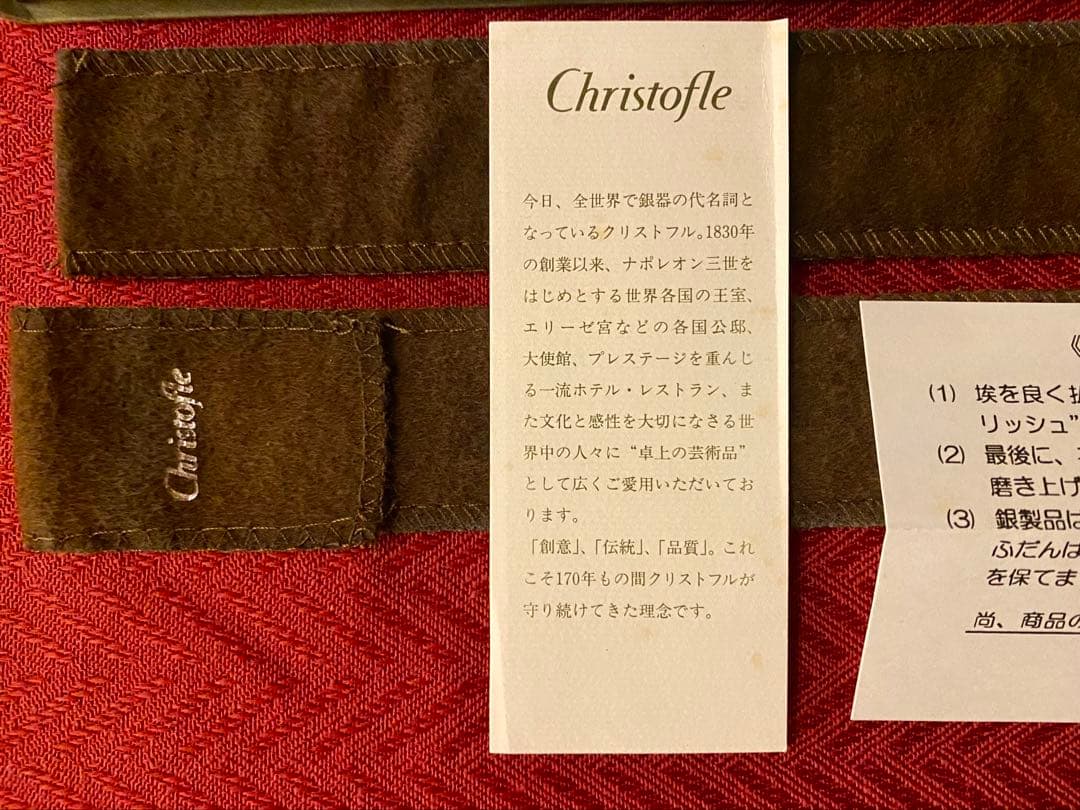 Christofle
今日、全世界で銀器の代名詞と
なっているクリストフル。1830年
の創業以来、ナポレオン三世を
はじめとする世界各国の王室、
エリーゼ宮などの各国公邸、
大使館、プレステージを重んじ
る一流ホテル・レストラン、ま
た文化と感性を大切になさる世
界中の人々に“卓上の芸術品”
として広くご愛用いただいてお
ります。
「創意」、「伝統」、「品質」。これ
こそ170年もの間クリストフルが
守り続けてきた理念です。
Christofle
《
(1) 埃を良く払
リッシュ”
(2) 最後に、
磨き上げ
(3) 銀製品は
ふだんは
を保てま
尚、商品の